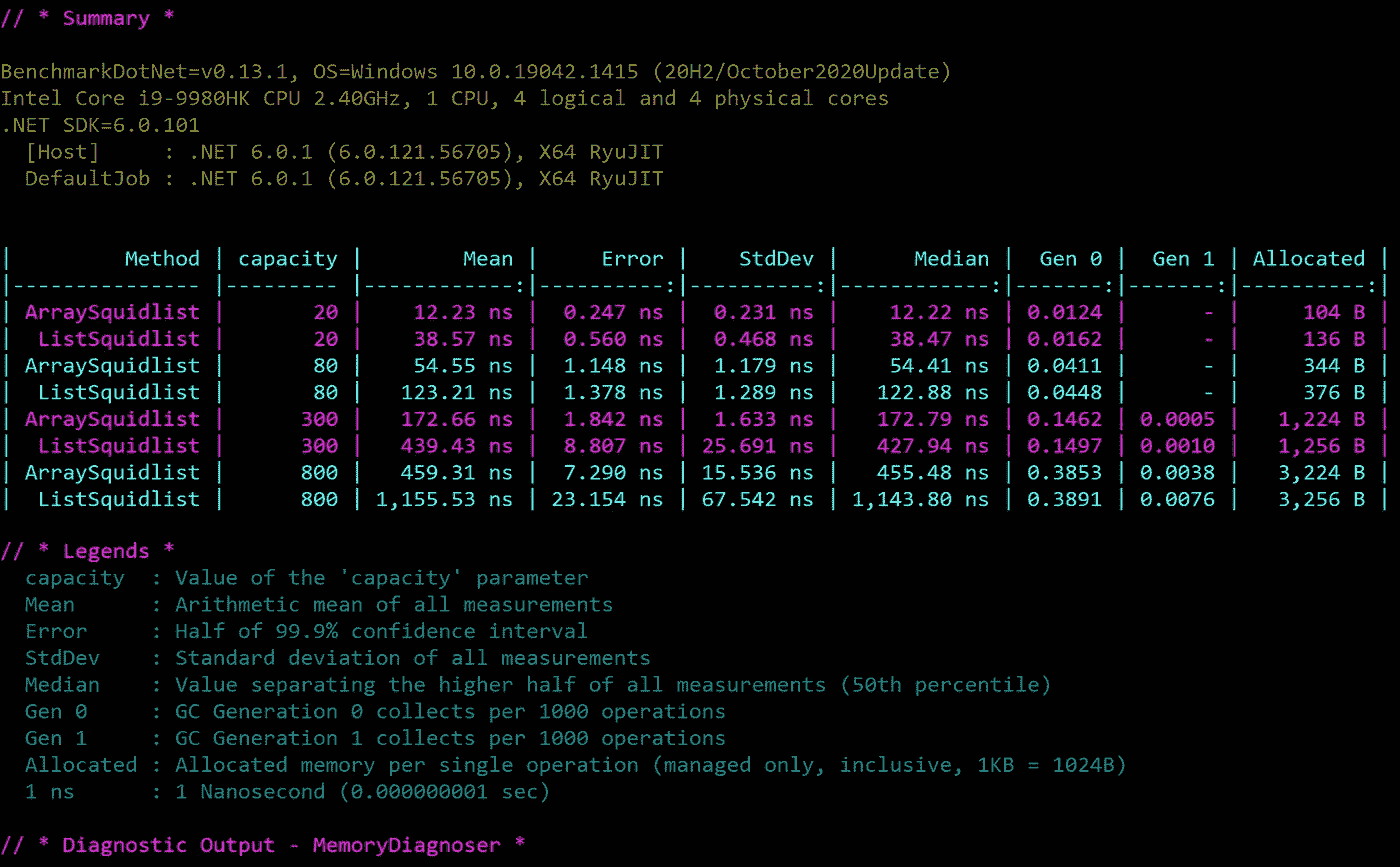 // * Summary *
BenchmarkDotNet=v0.13.1, OS=Windows 10.0.19042.1415 (20H2/October2020Update)
Intel Core i9-9980HK CPU 2.40GHz, 1 CPU, 4 logical and 4 physical cores
.NET SDK=6.0.101
  [Host]     : .NET 6.0.1 (6.0.121.56705), X64 RyuJIT
  DefaultJob : .NET 6.0.1 (6.0.121.56705), X64 RyuJIT
|         Method | capacity |        Mean |     Error |    StdDev |      Median |  Gen 0 |  Gen 1 | Allocated |
|--------------- |--------- |------------:|----------:|----------:|------------:|-------:|-------:|----------:|
| ArraySquidlist |       20 |    12.23 ns |  0.247 ns |  0.231 ns |    12.22 ns | 0.0124 |      - |     104 B |
|  ListSquidlist |       20 |    38.57 ns |  0.560 ns |  0.468 ns |    38.47 ns | 0.0162 |      - |     136 B |
| ArraySquidlist |       80 |    54.55 ns |  1.148 ns |  1.179 ns |    54.41 ns | 0.0411 |      - |     344 B |
|  ListSquidlist |       80 |   123.21 ns |  1.378 ns |  1.289 ns |   122.88 ns | 0.0448 |      - |     376 B |
| ArraySquidlist |      300 |   172.66 ns |  1.842 ns |  1.633 ns |   172.79 ns | 0.1462 | 0.0005 |   1,224 B |
|  ListSquidlist |      300 |   439.43 ns |  8.807 ns | 25.691 ns |   427.94 ns | 0.1497 | 0.0010 |   1,256 B |
| ArraySquidlist |      800 |   459.31 ns |  7.290 ns | 15.536 ns |   455.48 ns | 0.3853 | 0.0038 |   3,224 B |
|  ListSquidlist |      800 | 1,155.53 ns | 23.154 ns | 67.542 ns | 1,143.80 ns | 0.3891 | 0.0076 |   3,256 B |
// * Legends *
  capacity  : Value of the 'capacity' parameter
  Mean      : Arithmetic mean of all measurements
  Error     : Half of 99.9% confidence interval
  StdDev    : Standard deviation of all measurements
  Median    : Value separating the higher half of all measurements (50th percentile)
  Gen 0     : GC Generation 0 collects per 1000 operations
  Gen 1     : GC Generation 1 collects per 1000 operations
  Allocated : Allocated memory per single operation (managed only, inclusive, 1KB = 1024B)
  1 ns      : 1 Nanosecond (0.000000001 sec)
// * Diagnostic Output - MemoryDiagnoser *